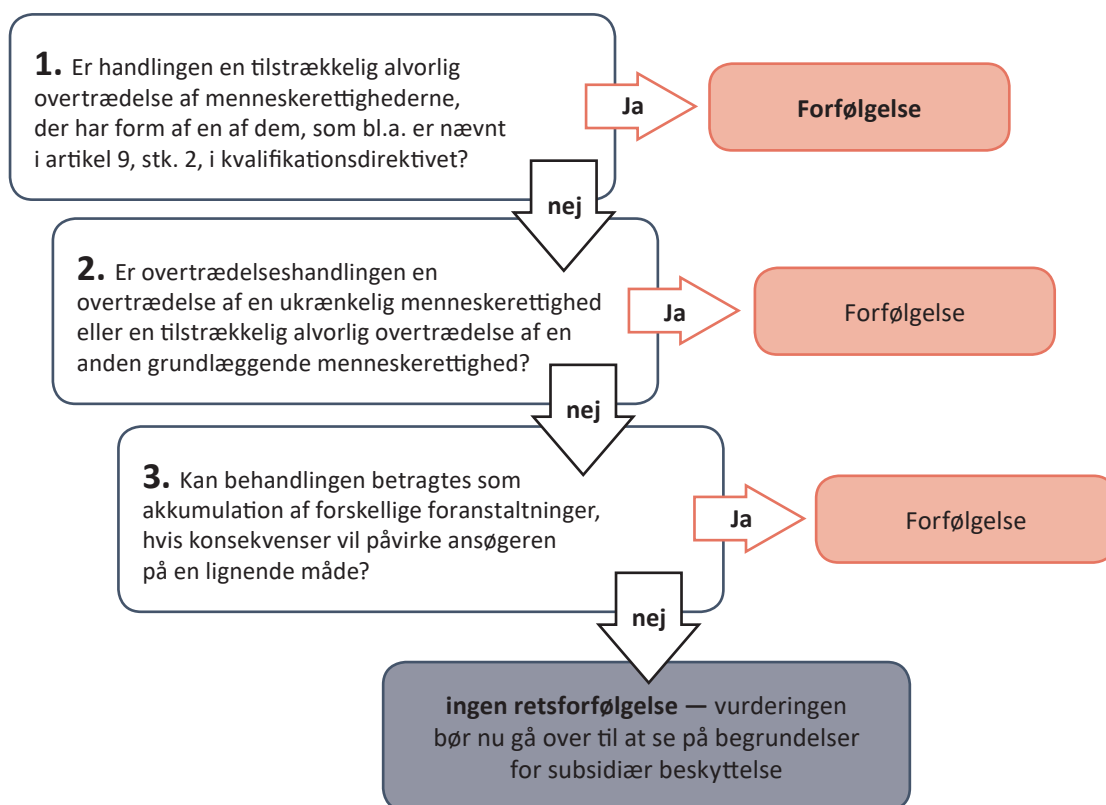 1. Er handlingen en tilstrækkelig alvorlig
overtrædelse af menneskerettighederne,
der har form af en af dem, som bl.a. er nævnt
i artikel 9, stk. 2, i kvalifikationsdirektivet?
Ja
Forfølgelse
nej
2. Er overtrædelseshandlingen en
overtrædelse af en ukrænkelig menneskerettighed
eller en tilstrækkelig alvorlig overtrædelse af en
anden grundlæggende menneskerettighed?
Ja
Forfølgelse
nej
3. Kan behandlingen betragtes som
akkumulation af forskellige foranstaltninger,
hvis konsekvenser vil påvirke ansøgeren
på en lignende måde?
Ja
Forfølgelse
nej
ingen retsforfølgelse — vurderingen
bør nu gå over til at se på begrundelser
for subsidiær beskyttelse